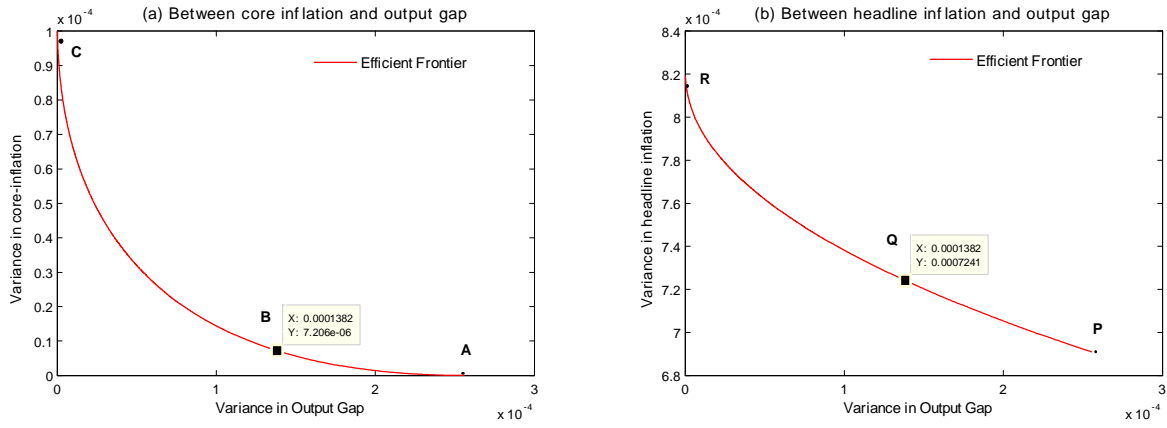 (a) Between core inflation and output gap
x 10^-4
1
0.9
0.8
0.7
0.6
0.5
0.4
0.3
0.2
0.1
0
Variance in core-inflation
C
Efficient Frontier
B
X: 0.0001382
Y: 7.206e-06
A
0 1 2 3
x 10^-4
Variance in Output Gap
(b) Between headline inflation and output gap
x 10^-4
8.4
8.2
8
7.8
7.6
7.4
7.2
7
6.8
Variance in headline inflation
R
Efficient Frontier
Q
X: 0.0001382
Y: 0.0007241
P
0 1 2 3
x 10^-4
Variance in Output Gap